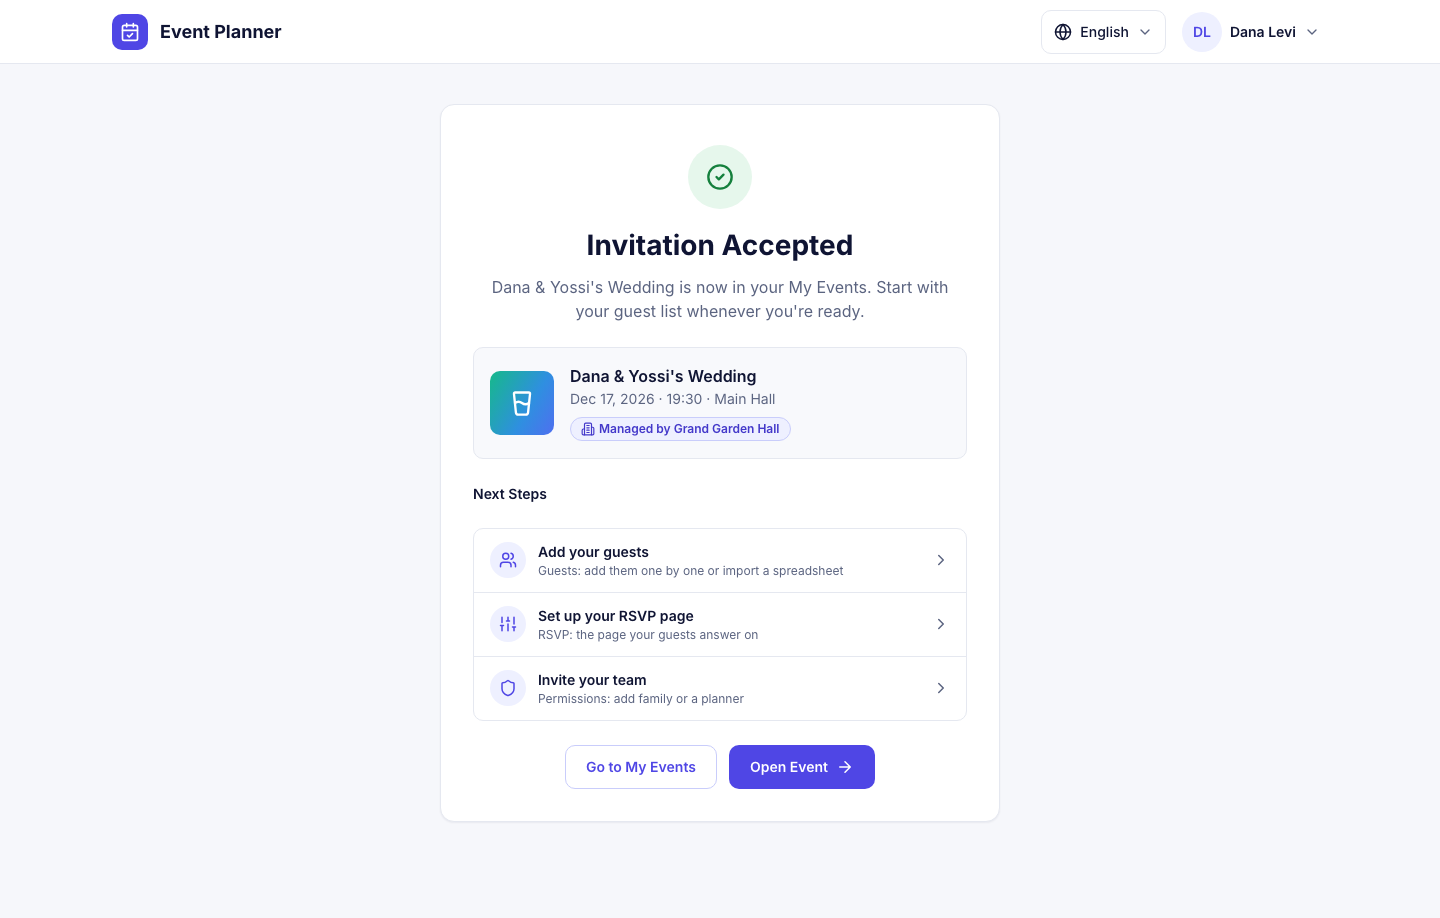 Event Planner
English
DL
Dana Levi
Invitation Accepted
Dana & Yossi's Wedding is now in your My Events. Start with
your guest list whenever you're ready.
Dana & Yossi's Wedding
Dec 17, 2026 · 19:30 · Main Hall
Managed by Grand Garden Hall
Next Steps
Add your guests
Guests: add them one by one or import a spreadsheet
Set up your RSVP page
RSVP: the page your guests answer on
Invite your team
Permissions: add family or a planner
Go to My Events
Open Event